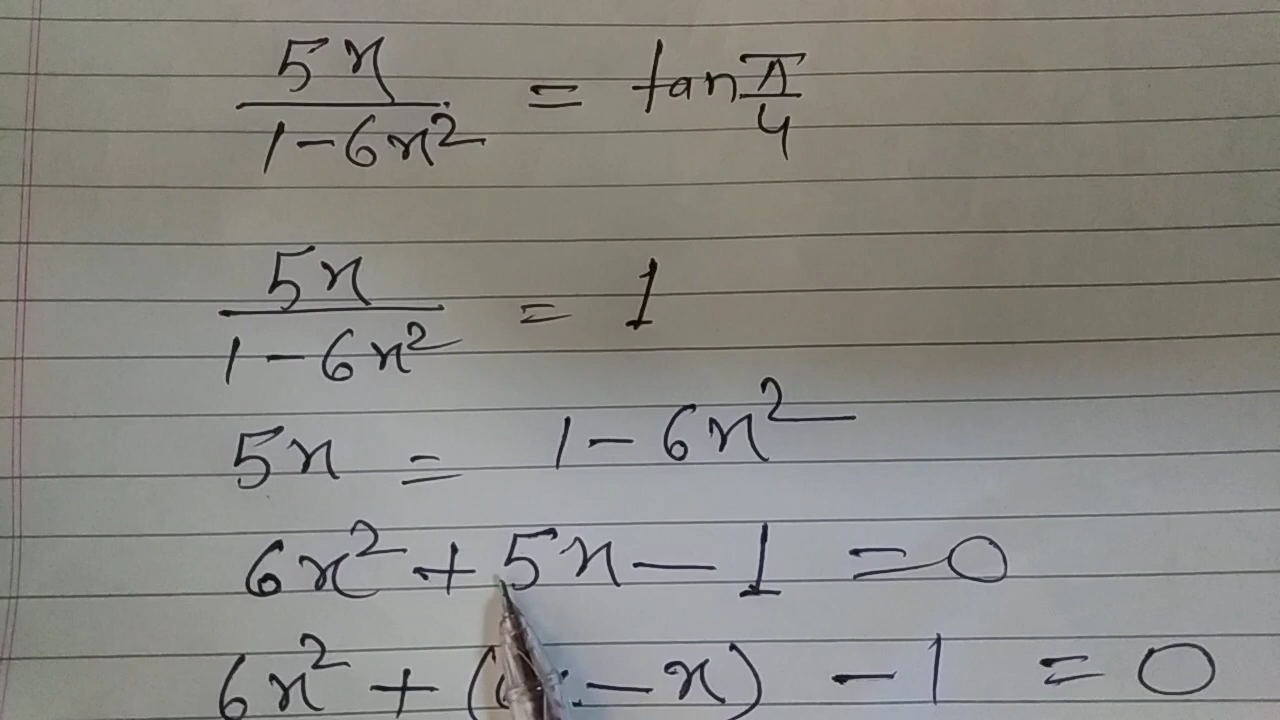 5x/(1-6x²) = tan π/4
5x/(1-6x²) = 1
5x = 1-6x²
6x²+5x-1 =0
6x²+( -x) -1 =0